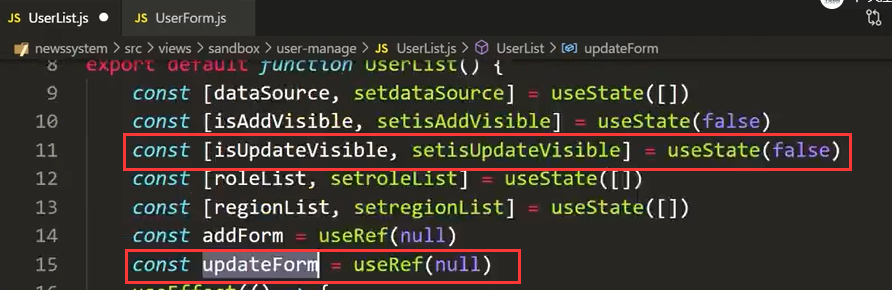 JS UserList.js JS UserForm.js
newssystem > src > views > sandbox > user-manage > JS UserList.js > UserList > updateForm
8 export default function UserList() {
9 const [dataSource, setdataSource] = useState([])
10 const [isAddVisible, setisAddVisible] = useState(false)
11 const [isUpdateVisible, setisUpdateVisible] = useState(false)
12 const [roleList, setroleList] = useState([])
13 const [regionList, setregionList] = useState([])
14 const addForm = useRef(null)
15 const updateForm = useRef(null)
16 useEffect(() => {